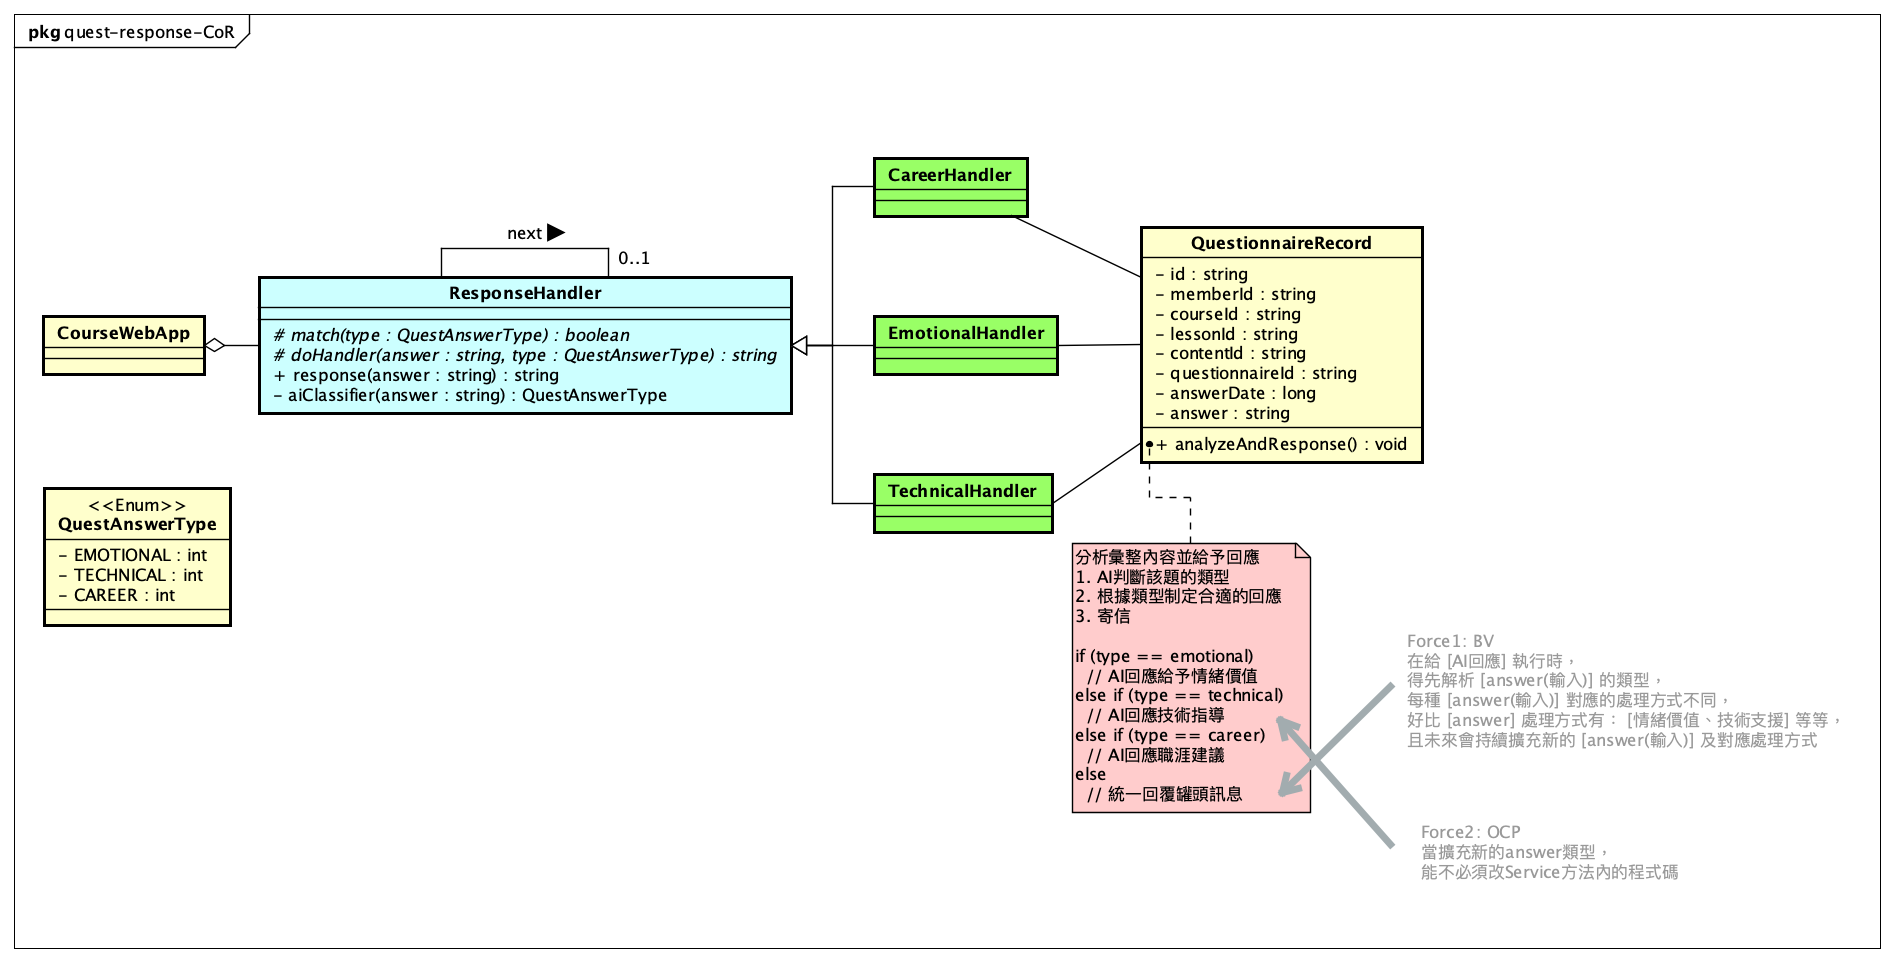 pkg quest-response-CoR
next ▶
0..1
ResponseHandler
# match(type : QuestAnswerType) : boolean
# doHandler(answer : string, type : QuestAnswerType) : string
+ response(answer : string) : string
- aiClassifier(answer : string) : QuestAnswerType
CourseWebApp
<<Enum>>
QuestAnswerType
- EMOTIONAL : int
- TECHNICAL : int
- CAREER : int
CareerHandler
EmotionalHandler
TechnicalHandler
QuestionnaireRecord
- id : string
- memberId : string
- courseId : string
- lessonId : string
- contentId : string
- questionnaireId : string
- answerDate : long
- answer : string
+ analyzeAndResponse() : void
分析彙整內容並給予回應
1. AI判斷該題的類型
2. 根據類型制定合適的回應
3. 寄信
if (type == emotional)
// AI回應給予情緒價值
else if (type == technical)
// AI回應技術指導
else if (type == career)
// AI回應職涯建議
else
// 統一回覆罐頭訊息
Force1: BV
在給 [AI回應] 執行時，
得先解析 [answer(輸入)] 的類型，
每種 [answer(輸入)] 對應的處理方式不同，
好比 [answer] 處理方式有： [情緒價值、技術支援] 等等，
且未來會持續擴充新的 [answer(輸入)] 及對應處理方式
Force2: OCP
當擴充新的answer類型，
能不必須改Service方法內的程式碼